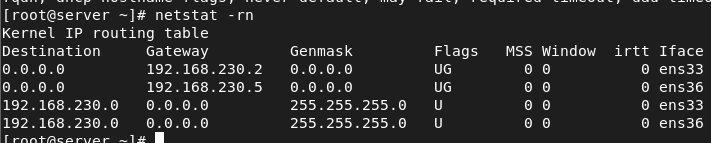 [root@server ~]# netstat -rn
Kernel IP routing table
Destination     Gateway         Genmask         Flags   MSS Window  irtt Iface
0.0.0.0         192.168.230.2   0.0.0.0         UG        0 0          0 ens33
0.0.0.0         192.168.230.5   0.0.0.0         UG        0 0          0 ens36
192.168.230.0   0.0.0.0         255.255.255.0   U         0 0          0 ens33
192.168.230.0   0.0.0.0         255.255.255.0   U         0 0          0 ens36
[root@server ~]#